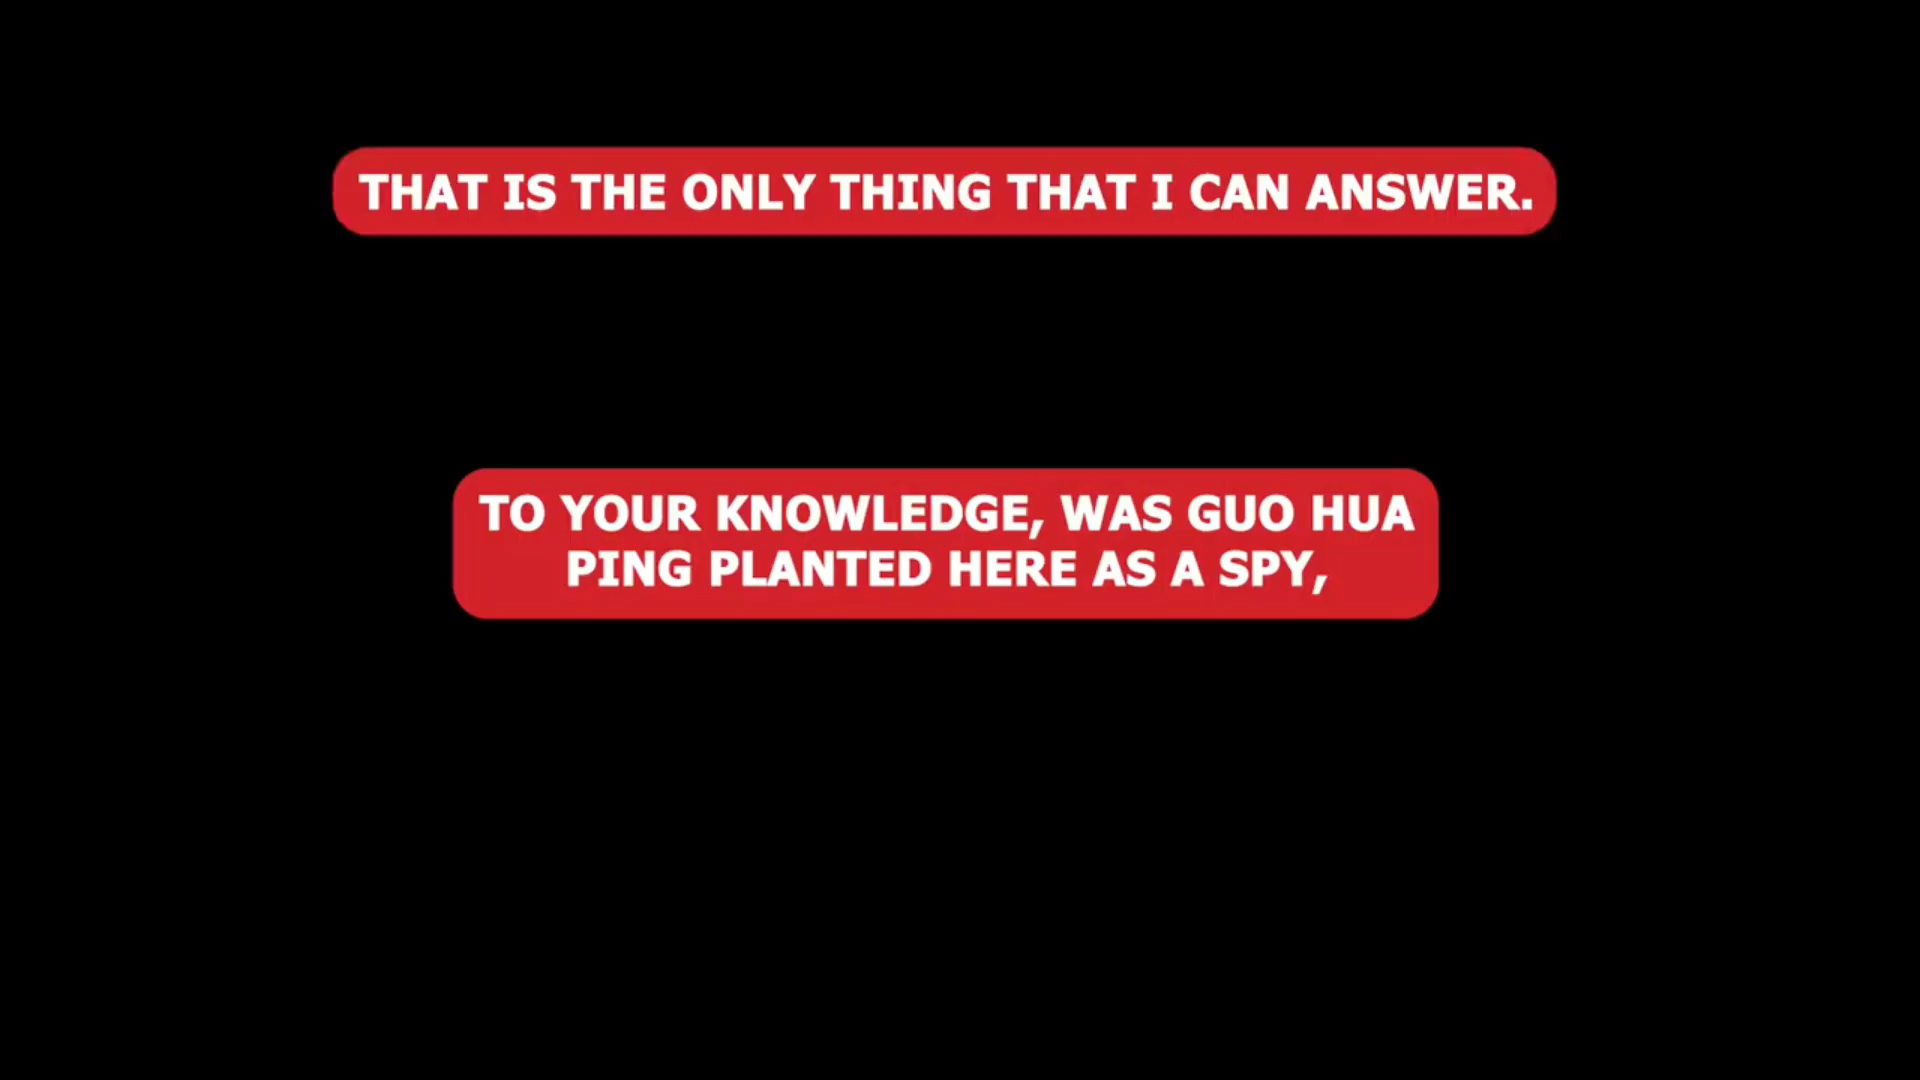 THAT IS THE ONLY THING THAT I CAN ANSWER.
TO YOUR KNOWLEDGE, WAS GUO HUA
PING PLANTED HERE AS A SPY,